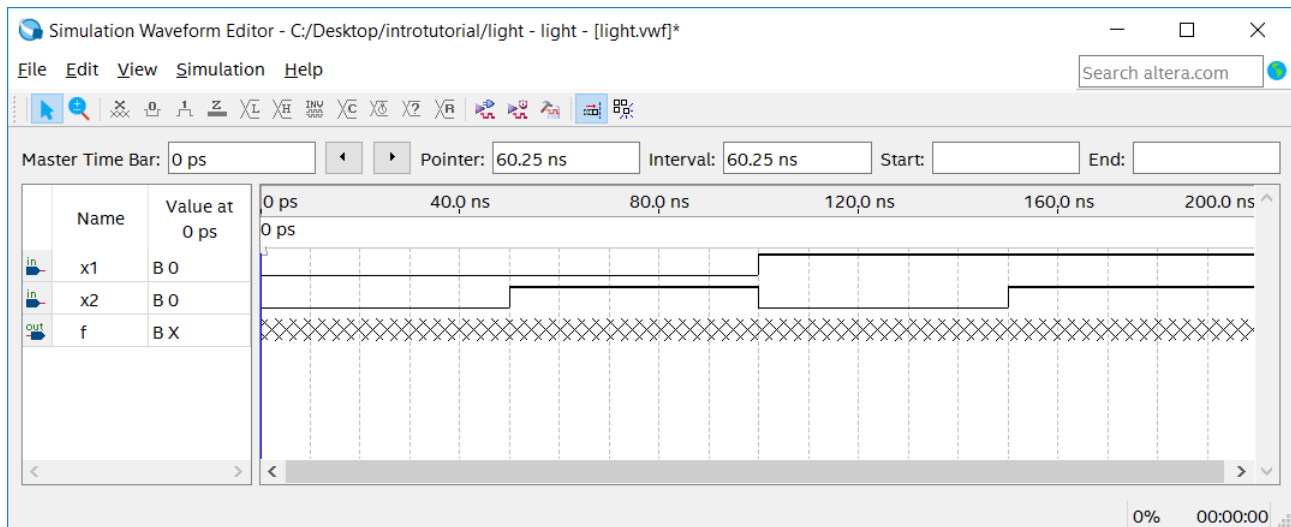 Simulation Waveform Editor - C:/Desktop/introtutorial/light - light - [light.vwf]*
File Edit View Simulation Help
Search altera.com
Master Time Bar: 0 ps Pointer: 60.25 ns Interval: 60.25 ns Start: End:
Name Value at 0 ps
0 ps 40.0 ns 80.0 ns 120.0 ns 160.0 ns 200.0 ns
0 ps
in x1 B 0
in x2 B 0
out f B X
0% 00:00:00